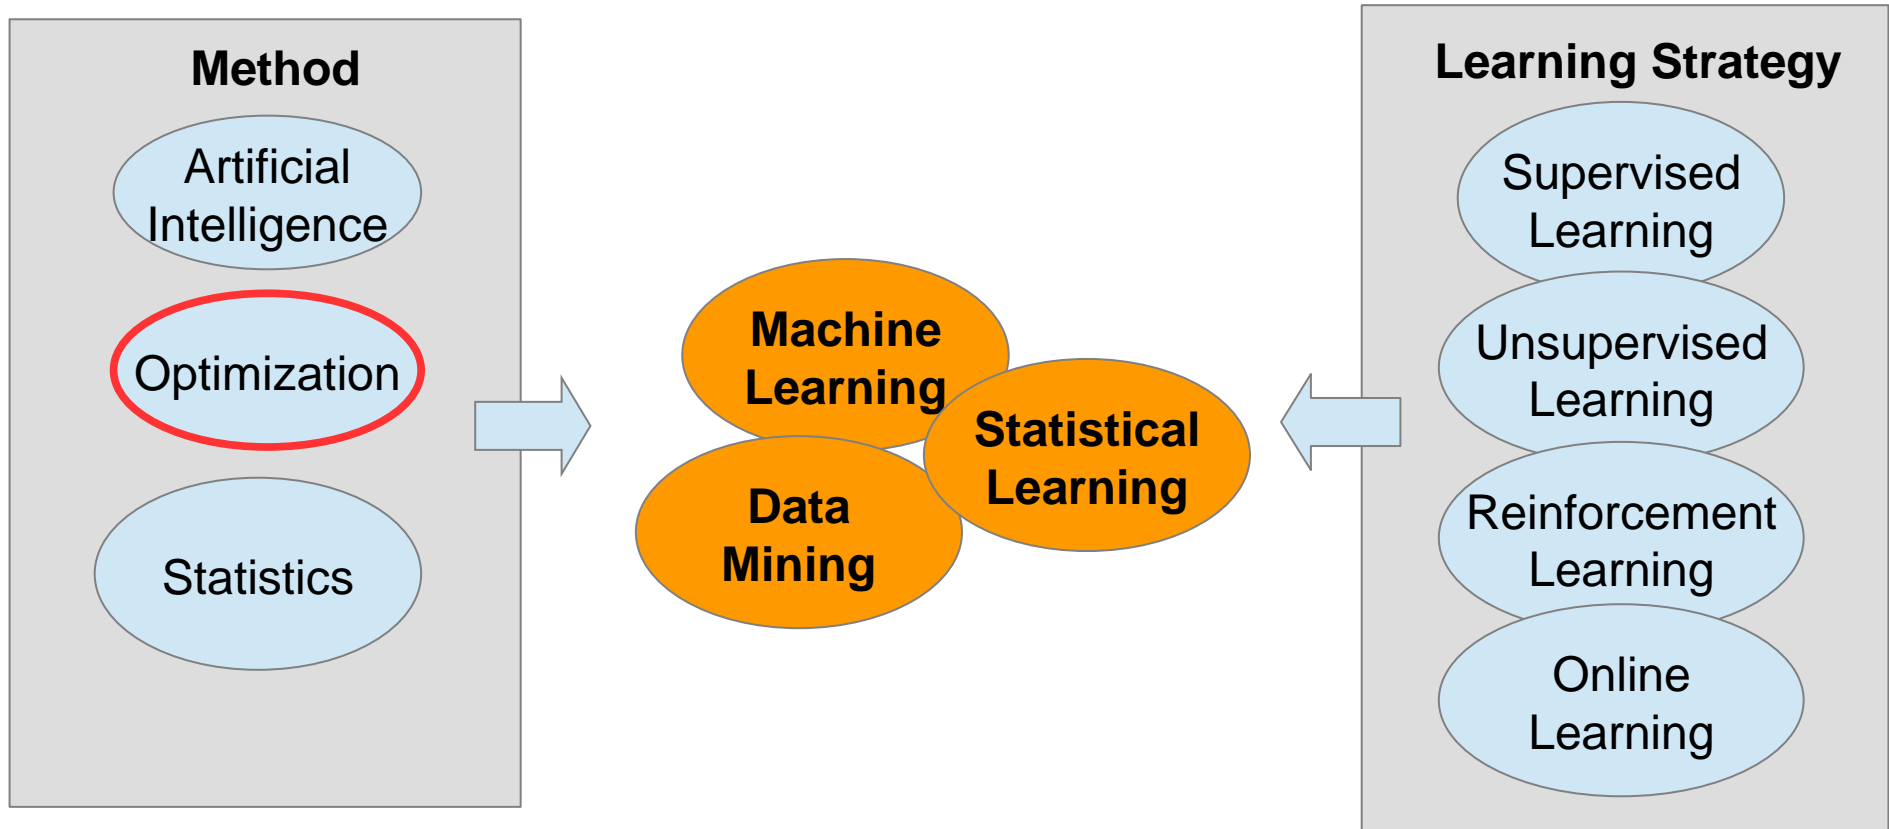 Method
Artificial
Intelligence
Optimization
Statistics
Machine
Learning
Statistical
Learning
Data
Mining
Learning Strategy
Supervised
Learning
Unsupervised
Learning
Reinforcement
Learning
Online
Learning